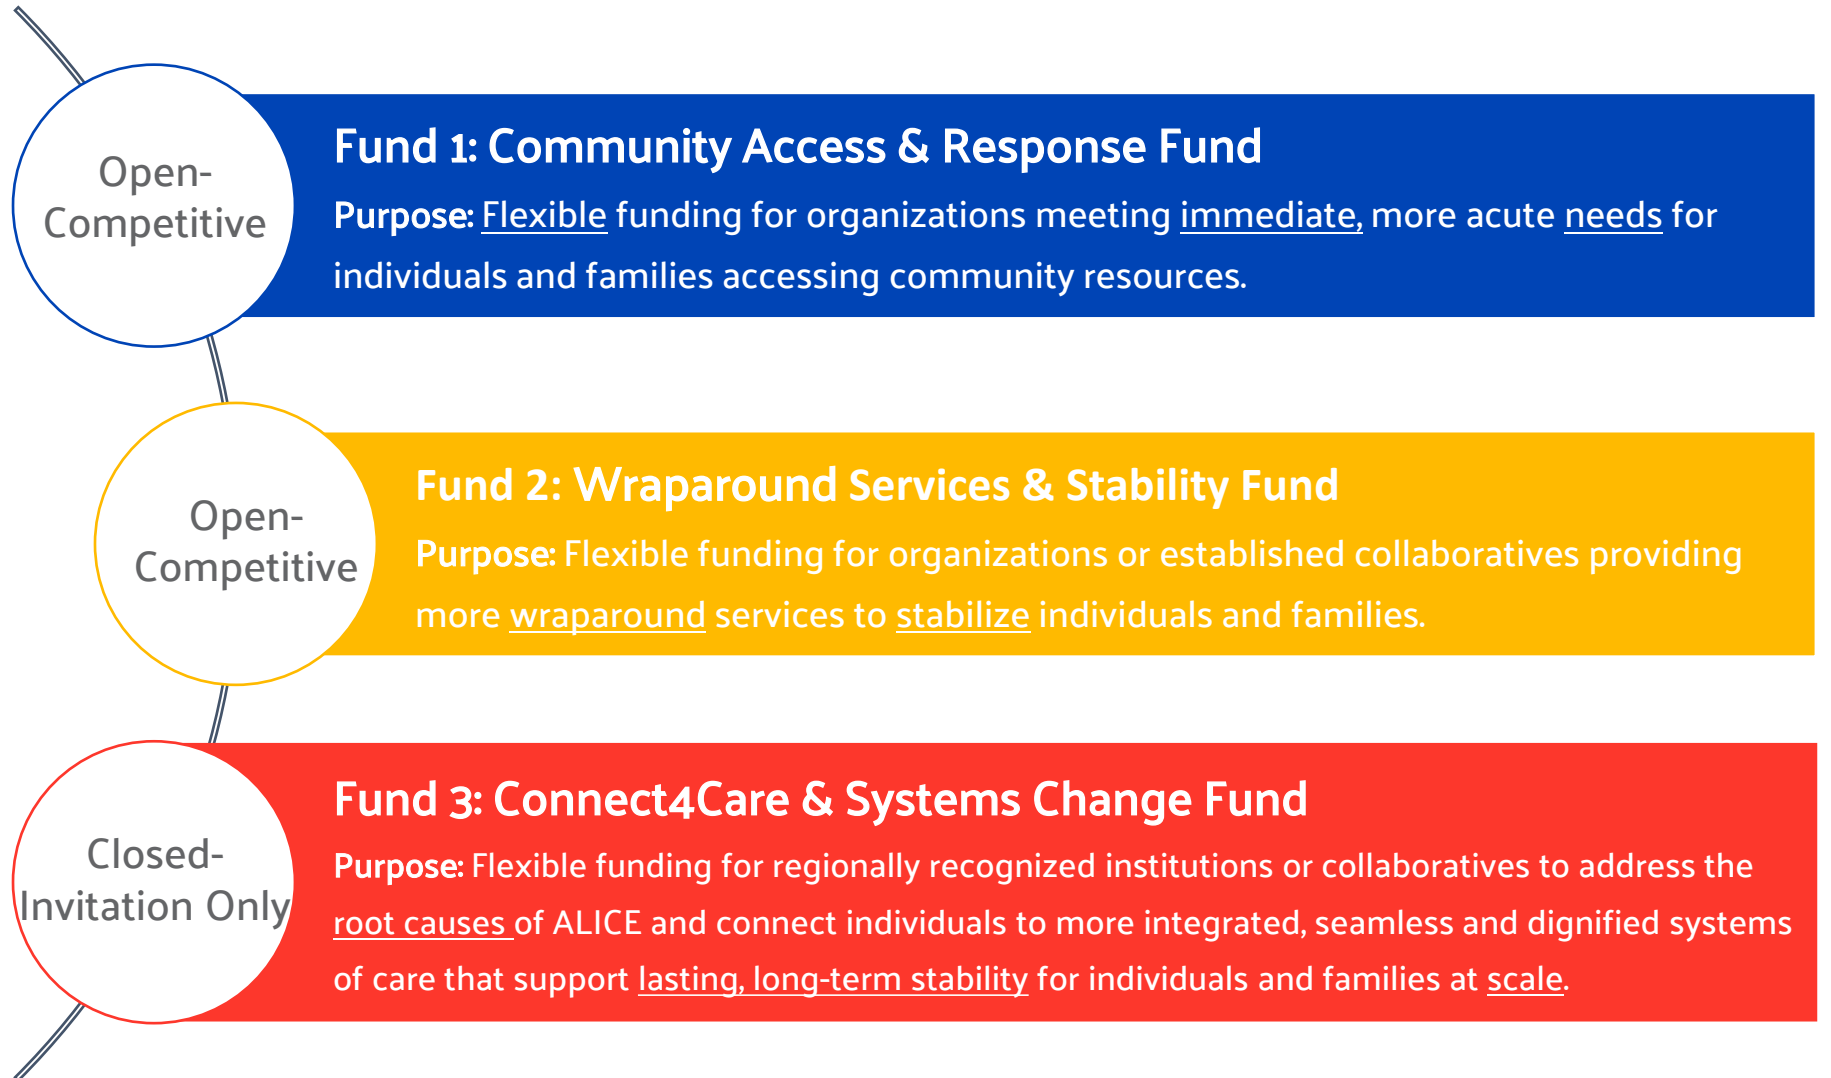 Open-
Competitive
Fund 1: Community Access & Response Fund
Purpose: Flexible funding for organizations meeting immediate, more acute needs for
individuals and families accessing community resources.
Open-
Competitive
Fund 2: Wraparound Services & Stability Fund
Purpose: Flexible funding for organizations or established collaboratives providing
more wraparound services to stabilize individuals and families.
Closed-
Invitation Only
Fund 3: Connect4Care & Systems Change Fund
Purpose: Flexible funding for regionally recognized institutions or collaboratives to address the
root causes of ALICE and connect individuals to more integrated, seamless and dignified systems
of care that support lasting, long-term stability for individuals and families at scale.